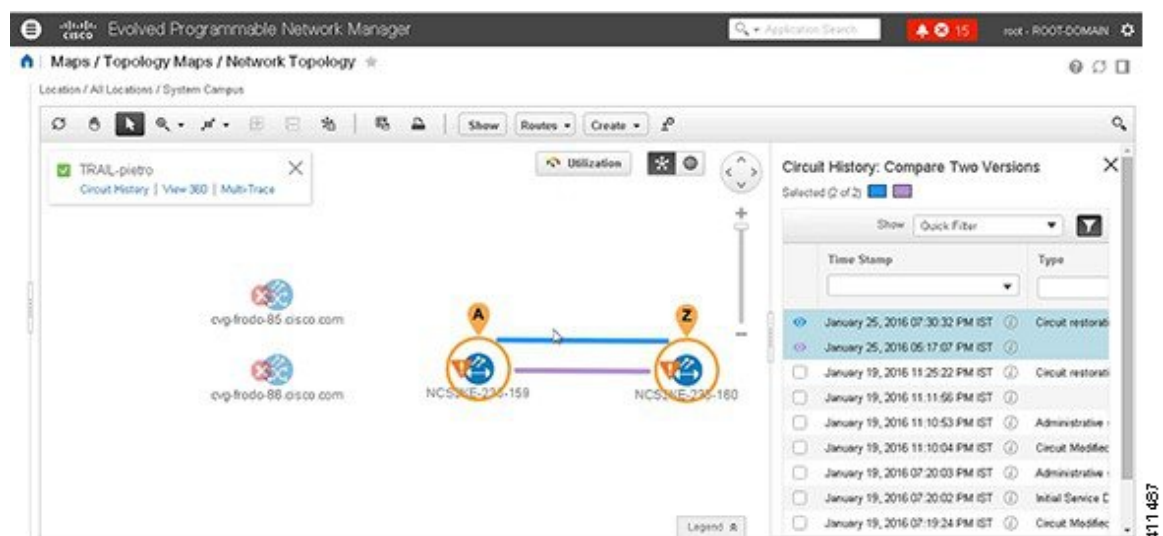 cisco Evolved Programmable Network Manager
Application Search
15
root - ROOT-DOMAIN
Maps / Topology Maps / Network Topology
Location / All Locations / System Campus
Show
Routes
Create
TRAIL-pietro
Circuit History | View 360 | Multi-Trace
Utilization
Circuit History: Compare Two Versions
Selected (2 of 2)
Show Quick Filter
Time Stamp Type
January 25, 2016 07:30:32 PM IST Circuit restorati
January 25, 2016 05:17:07 PM IST
January 19, 2016 11:25:22 PM IST Circuit restorati
January 19, 2016 11:11:56 PM IST
January 19, 2016 11:10:53 PM IST Administrative
January 19, 2016 11:10:04 PM IST Circuit Modified
January 19, 2016 07:20:03 PM IST Administrative
January 19, 2016 07:20:02 PM IST Initial Service D
January 19, 2016 07:19:24 PM IST Circuit Modified
cvg-frodo-85.cisco.com
cvg-frodo-86.cisco.com
A
Z
Legend
411487